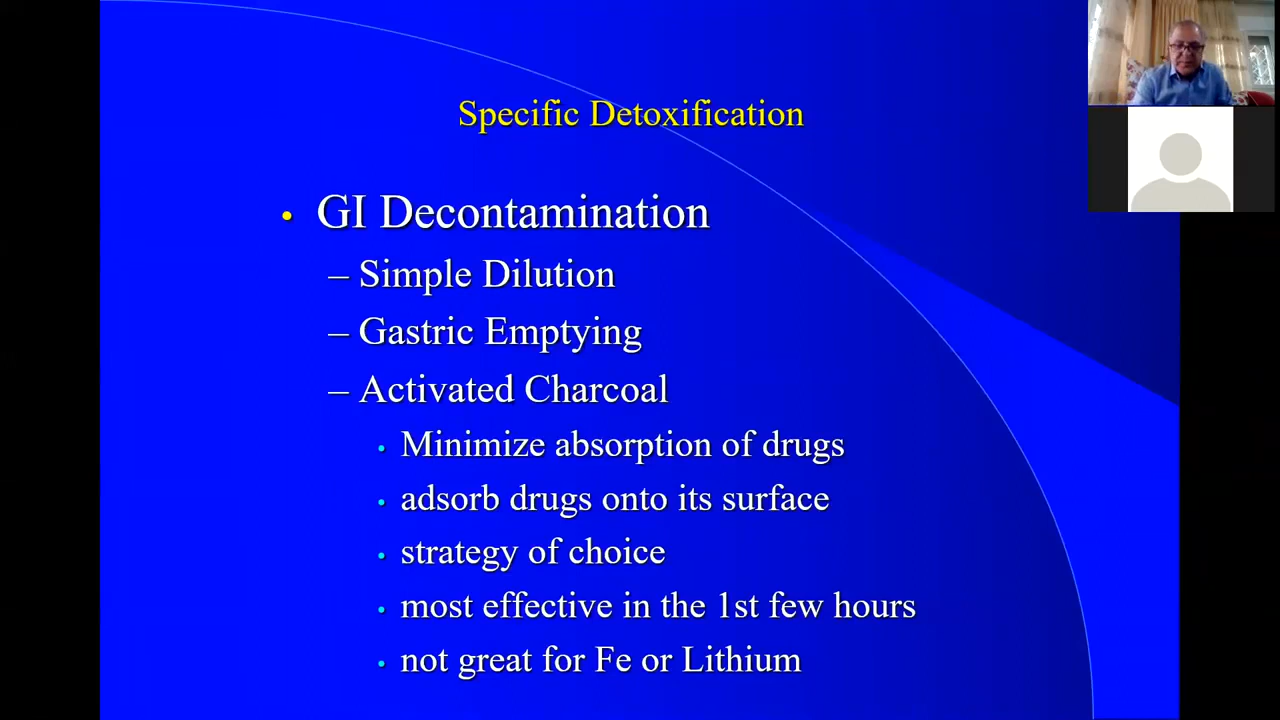 Specific Detoxification
• GI Decontamination
– Simple Dilution
– Gastric Emptying
– Activated Charcoal
• Minimize absorption of drugs
• adsorb drugs onto its surface
• strategy of choice
• most effective in the 1st few hours
• not great for Fe or Lithium